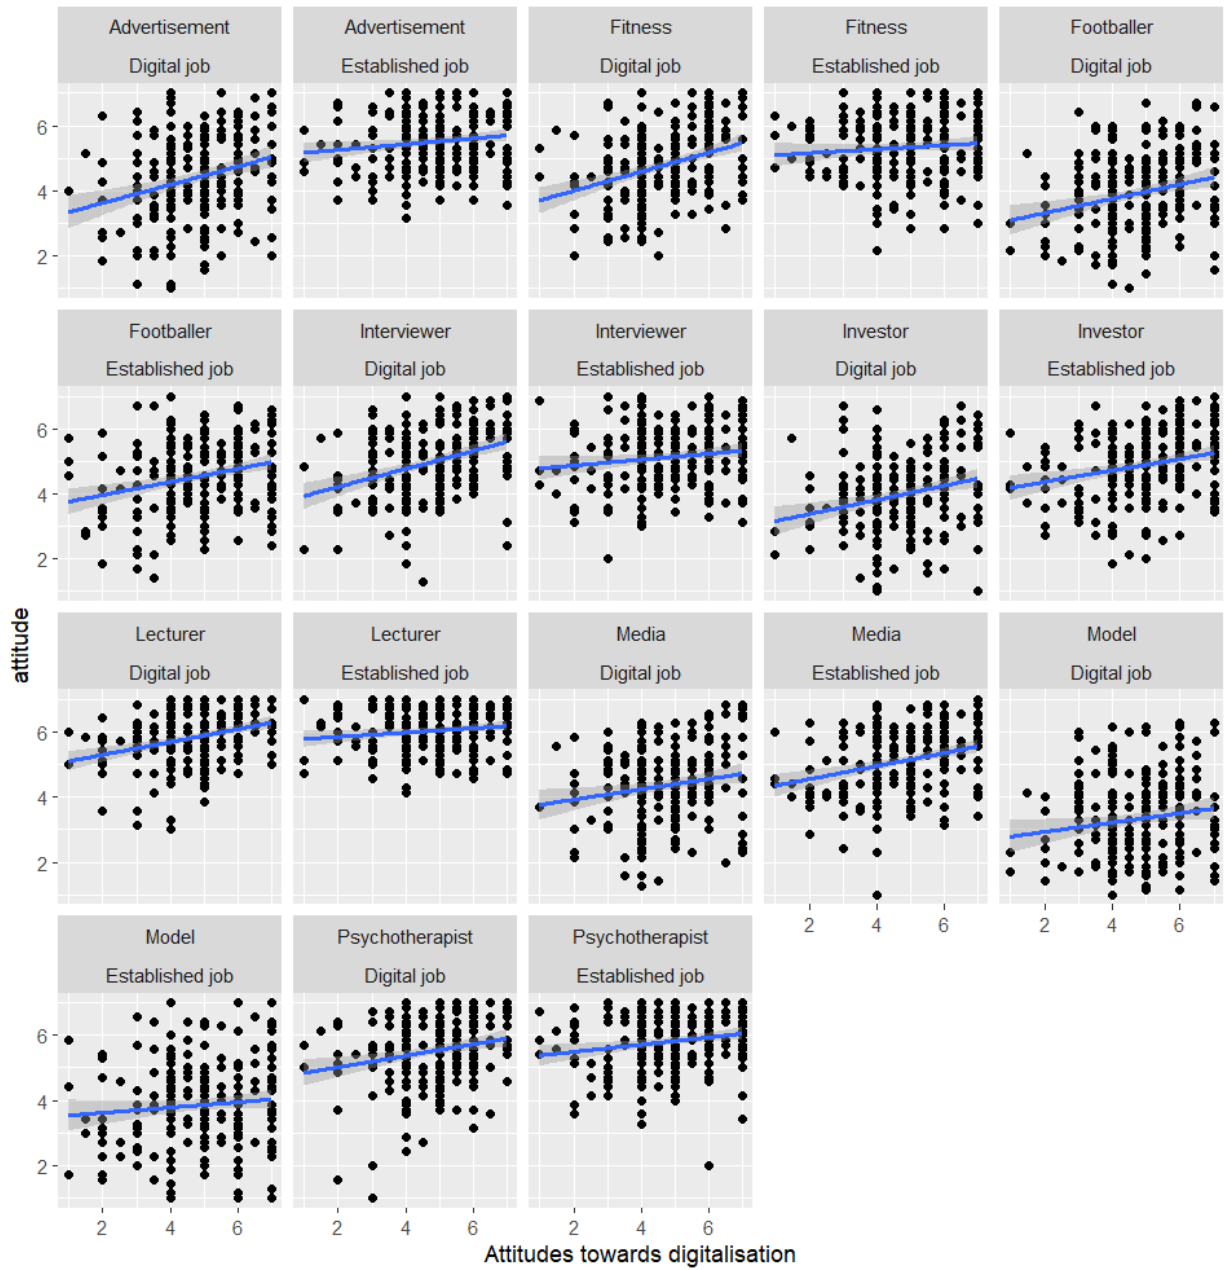 Advertisement Advertisement Fitness Fitness Footballer
Digital job Established job Digital job Established job Digital job
6
4
2
Footballer Interviewer Interviewer Investor Investor
Established job Digital job Established job Digital job Established job
6
4
2
attitude
Lecturer Lecturer Media Media Model
Digital job Established job Digital job Established job Digital job
6
4
2
2 4 6 2 4 6
Model Psychotherapist Psychotherapist
Established job Digital job Established job
6
4
2
2 4 6 2 4 6 2 4 6
Attitudes towards digitalisation